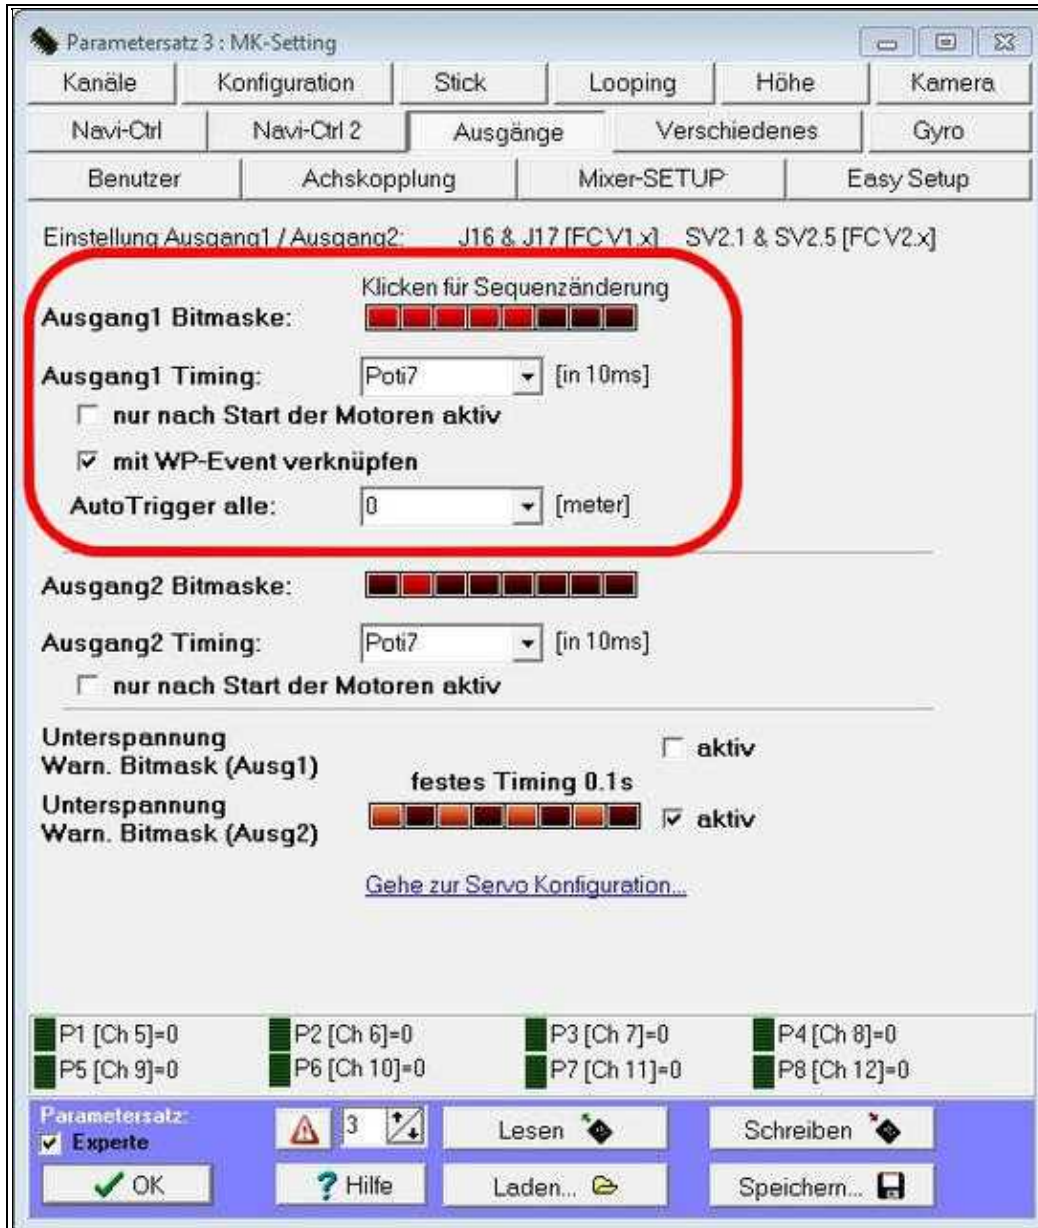 Parametersatz 3 : MK-Setting
Kanäle Konfiguration Stick Looping Höhe Kamera
Navi-Ctrl Navi-Ctrl 2 Ausgänge Verschiedenes Gyro
Benutzer Achskopplung Mixer-SETUP Easy Setup
Einstellung Ausgang1 / Ausgang2: J16 & J17 [FC V1.x] SV2.1 & SV2.5 [FC V2.x]
Klicken für Sequenzänderung
Ausgang1 Bitmaske:
Ausgang1 Timing: Poti7 [in 10ms]
nur nach Start der Motoren aktiv
mit WP-Event verknüpfen
AutoTrigger alle: 0 [meter]
Ausgang2 Bitmaske:
Ausgang2 Timing: Poti7 [in 10ms]
nur nach Start der Motoren aktiv
Unterspannung
Warn. Bitmask (Ausg1) aktiv
festes Timing 0.1s
Unterspannung
Warn. Bitmask (Ausg2) aktiv
Gehe zur Servo Konfiguration...
P1 [Ch 5]=0 P2 [Ch 6]=0 P3 [Ch 7]=0 P4 [Ch 8]=0
P5 [Ch 9]=0 P6 [Ch 10]=0 P7 [Ch 11]=0 P8 [Ch 12]=0
Parametersatz:
Experte 3 Lesen Schreiben
OK ? Hilfe Laden... Speichern...